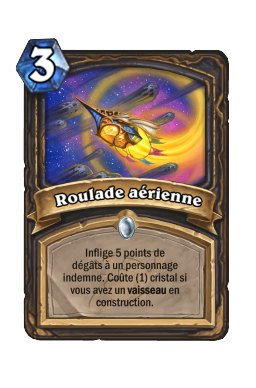 3
Roulade aérienne
Inflige 5 points de
dégâts à un personnage
indemne. Coûte (1) cristal si
vous avez un vaisseau en
construction.